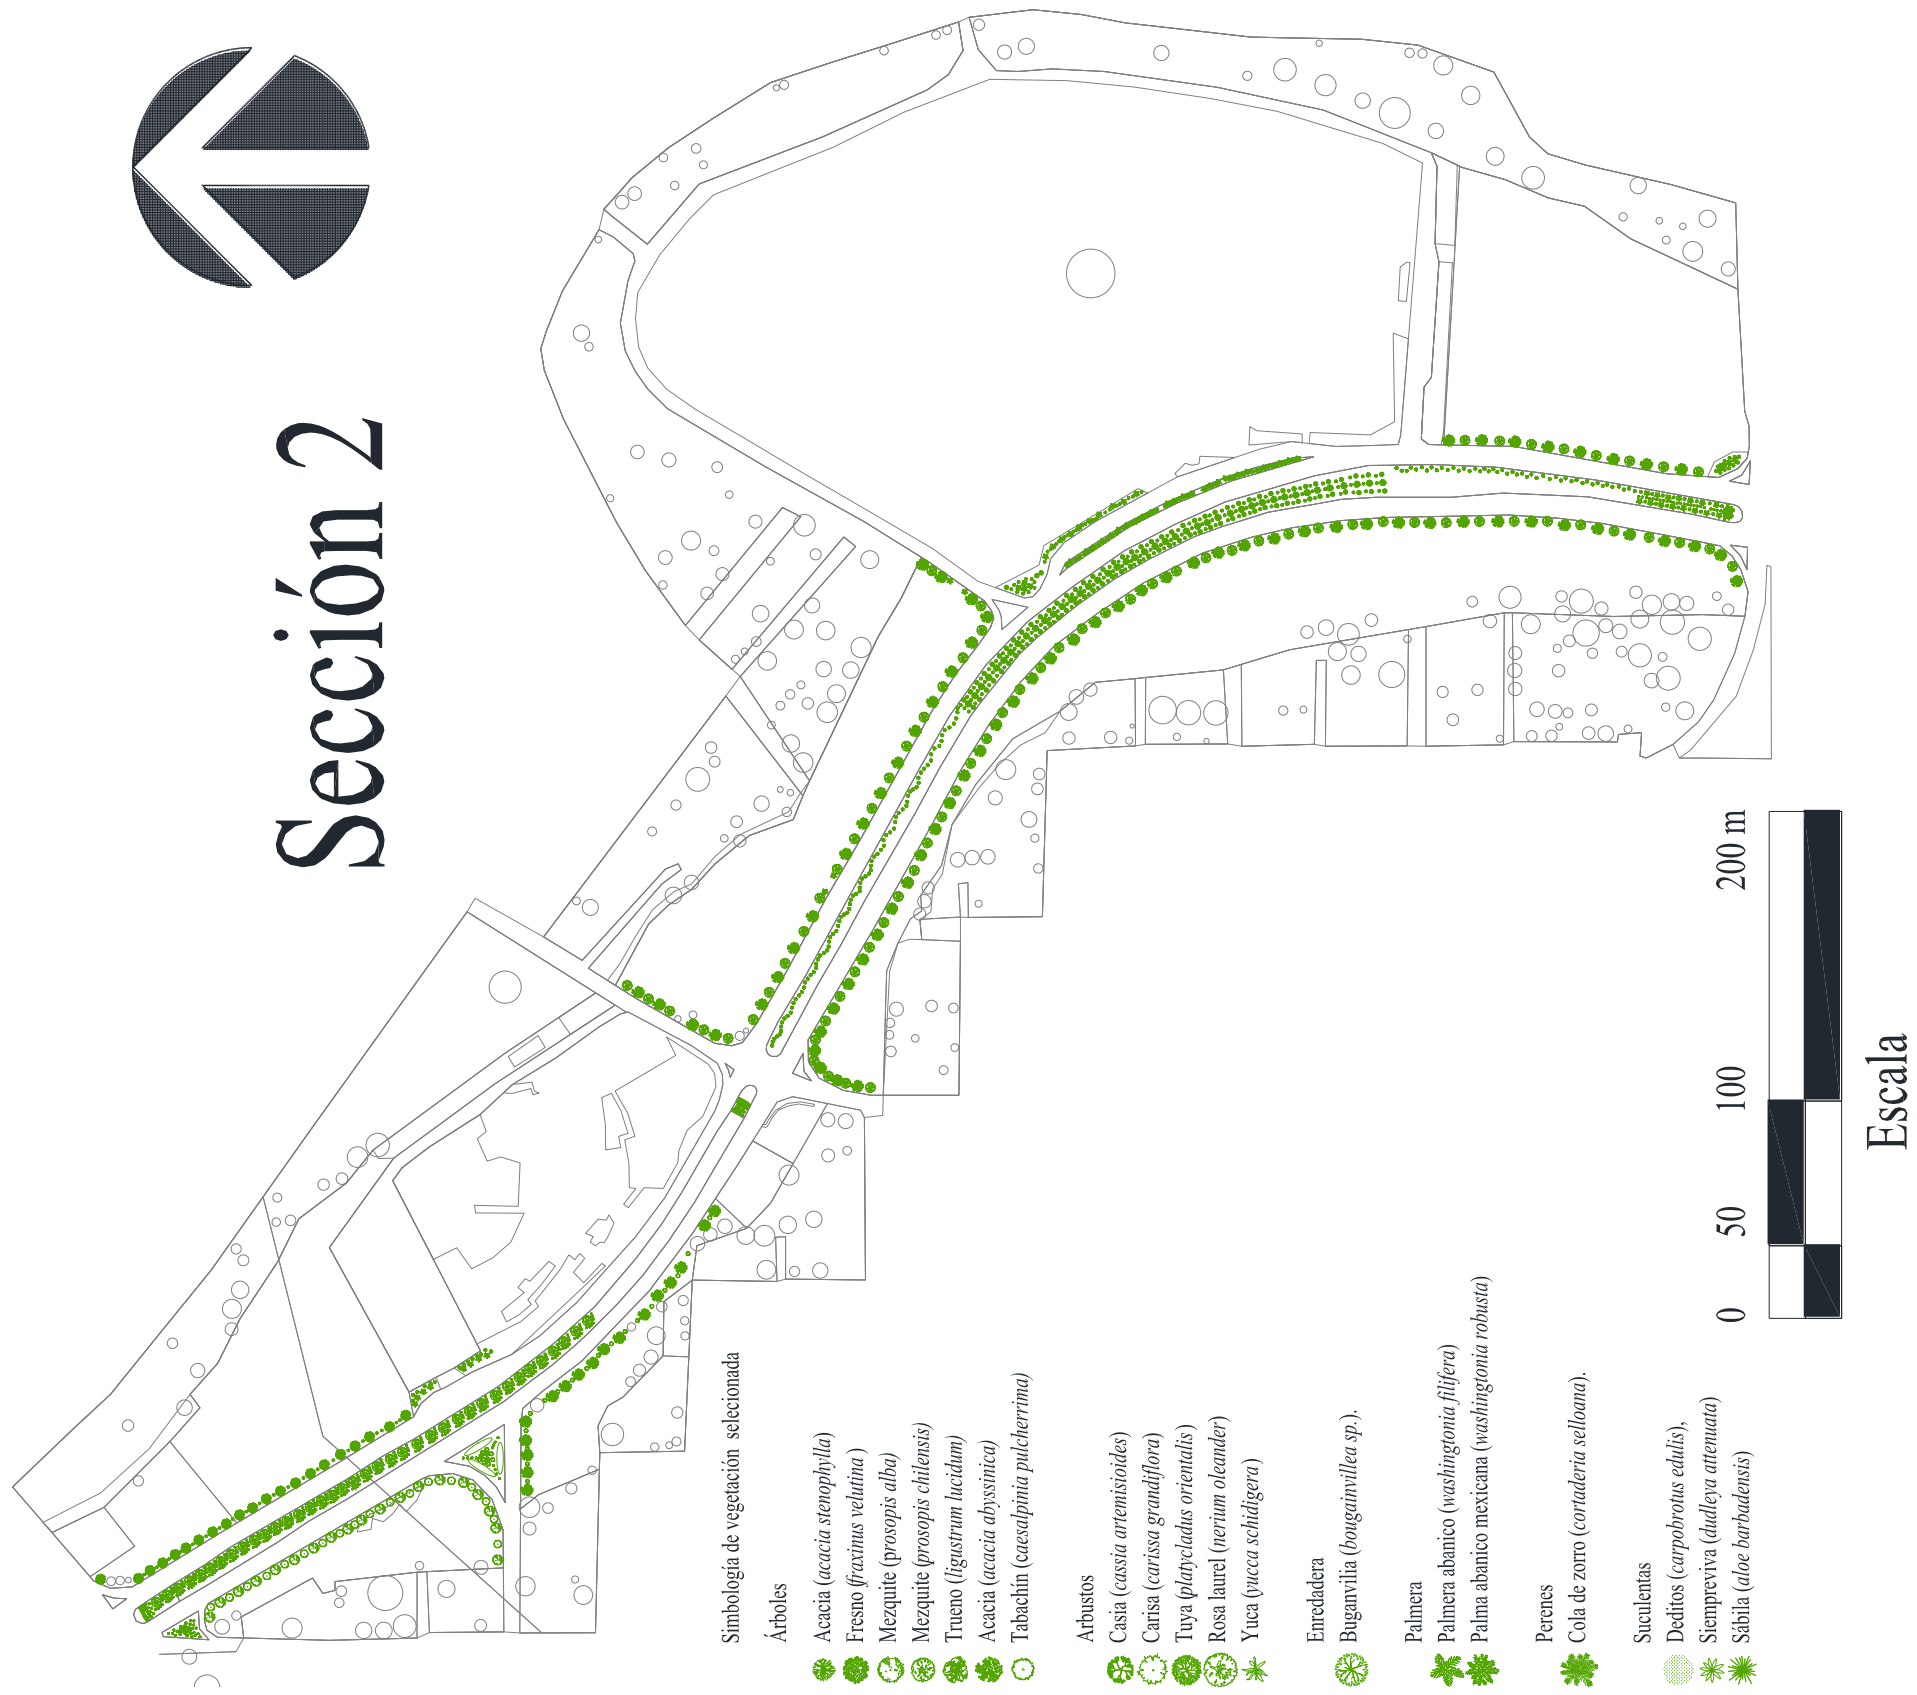 Sección 2
Simbología de vegetación selecionada
Árboles
Acacia (acacia stenophylla)
Fresno (fraxinus velutina )
Mezquite (prosopis alba)
Mezquite (prosopis chilensis)
Trueno (ligustrum lucidum)
Acacia (acacia abyssinica)
Tabachín (caesalpinia pulcherrima)
Arbustos
Casia (cassia artemisioides)
Carisa (carissa grandiflora)
Tuya (platycladus orientalis )
Rosa laurel (nerium oleander)
Yuca (yucca schidigera)
Enredadera
Buganvilia (bougainvillea sp.).
Palmera
Palmera abanico (washingtonia filifera)
Palma abanico mexicana (washingtonia robusta)
Perenes
Cola de zorro (cortaderia selloana).
Suculentas
Deditos (carpobrotus edulis),
Siempreviva (dudleya attenuata)
Sábila (aloe barbadensis)
0 50 100 200 m
Escala